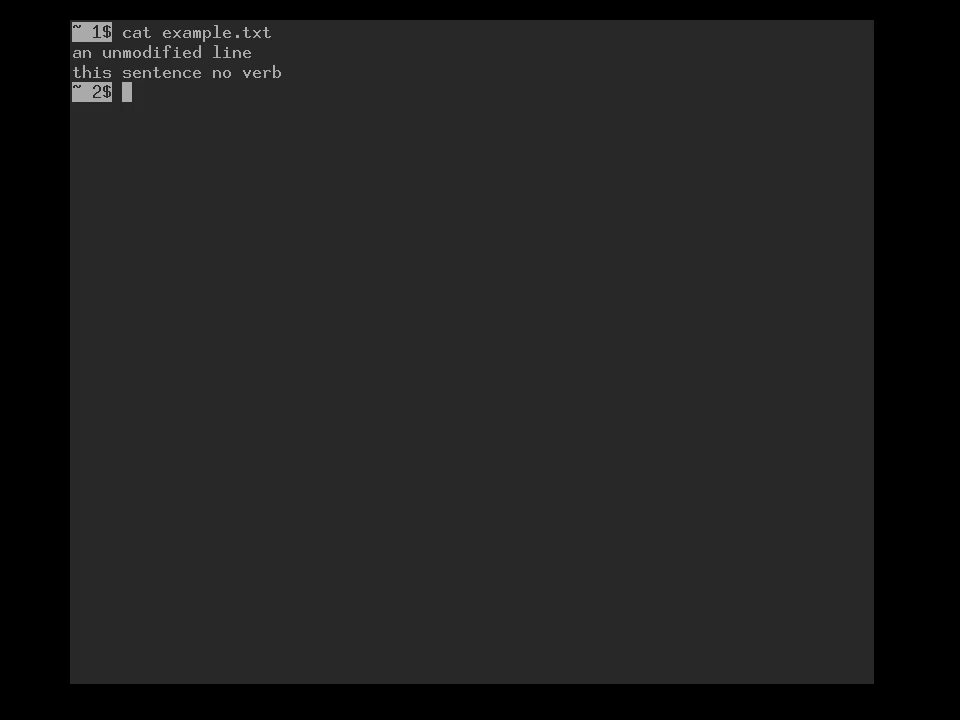 ~ 1$ cat example.txt
an unmodified line
this sentence no verb
~ 2$